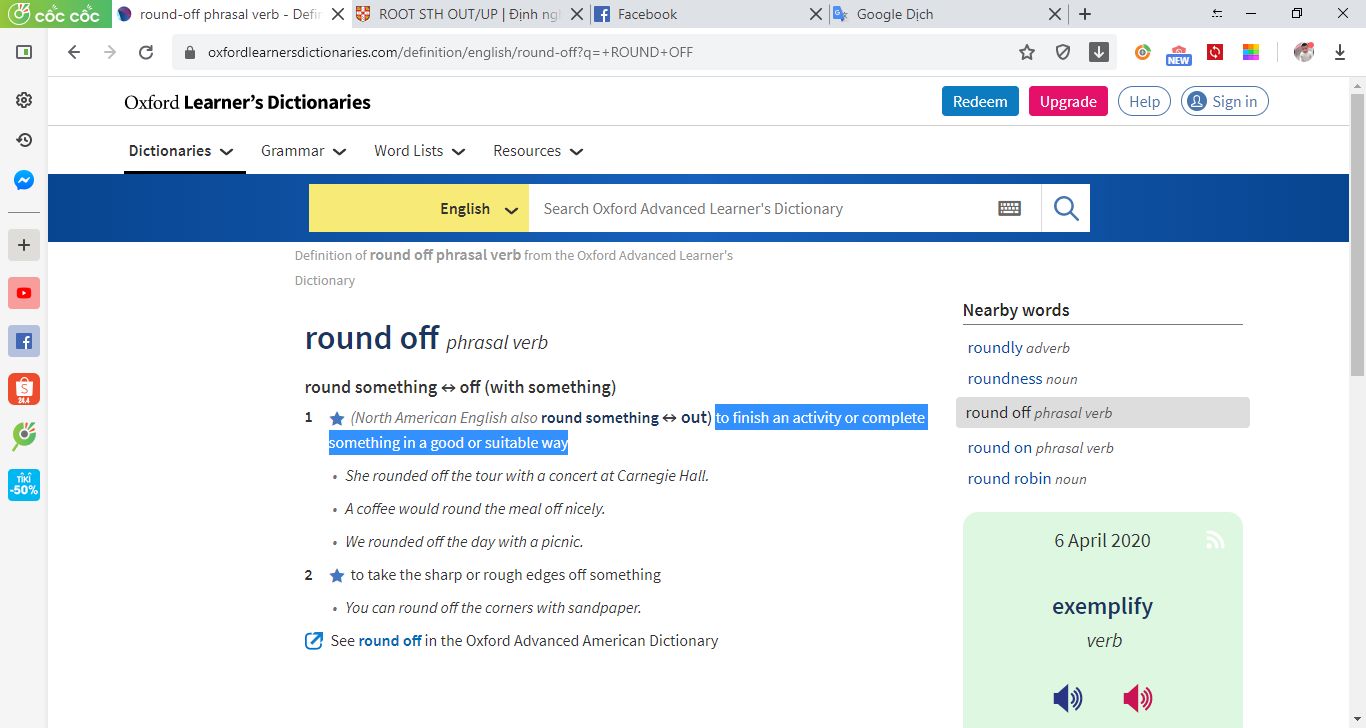 cốc cốc
round-off phrasal verb - Defin
ROOT STH OUT/UP | Định ngh
Facebook
Google Dịch
oxfordlearnersdictionaries.com/definition/english/round-off?q=+ROUND+OFF
NEW
Oxford Learner's Dictionaries
Redeem
Upgrade
Help
Sign in
Dictionaries
Grammar
Word Lists
Resources
English
Search Oxford Advanced Learner's Dictionary
Definition of round off phrasal verb from the Oxford Advanced Learner's
Dictionary
round off phrasal verb
round something ↔ off (with something)
1 (North American English also round something ↔ out) to finish an activity or complete
something in a good or suitable way
• She rounded off the tour with a concert at Carnegie Hall.
• A coffee would round the meal off nicely.
• We rounded off the day with a picnic.
2 to take the sharp or rough edges off something
• You can round off the corners with sandpaper.
See round off in the Oxford Advanced American Dictionary
Nearby words
roundly adverb
roundness noun
round off phrasal verb
round on phrasal verb
round robin noun
6 April 2020
exemplify
verb
S
24.4
TIKI
-50%